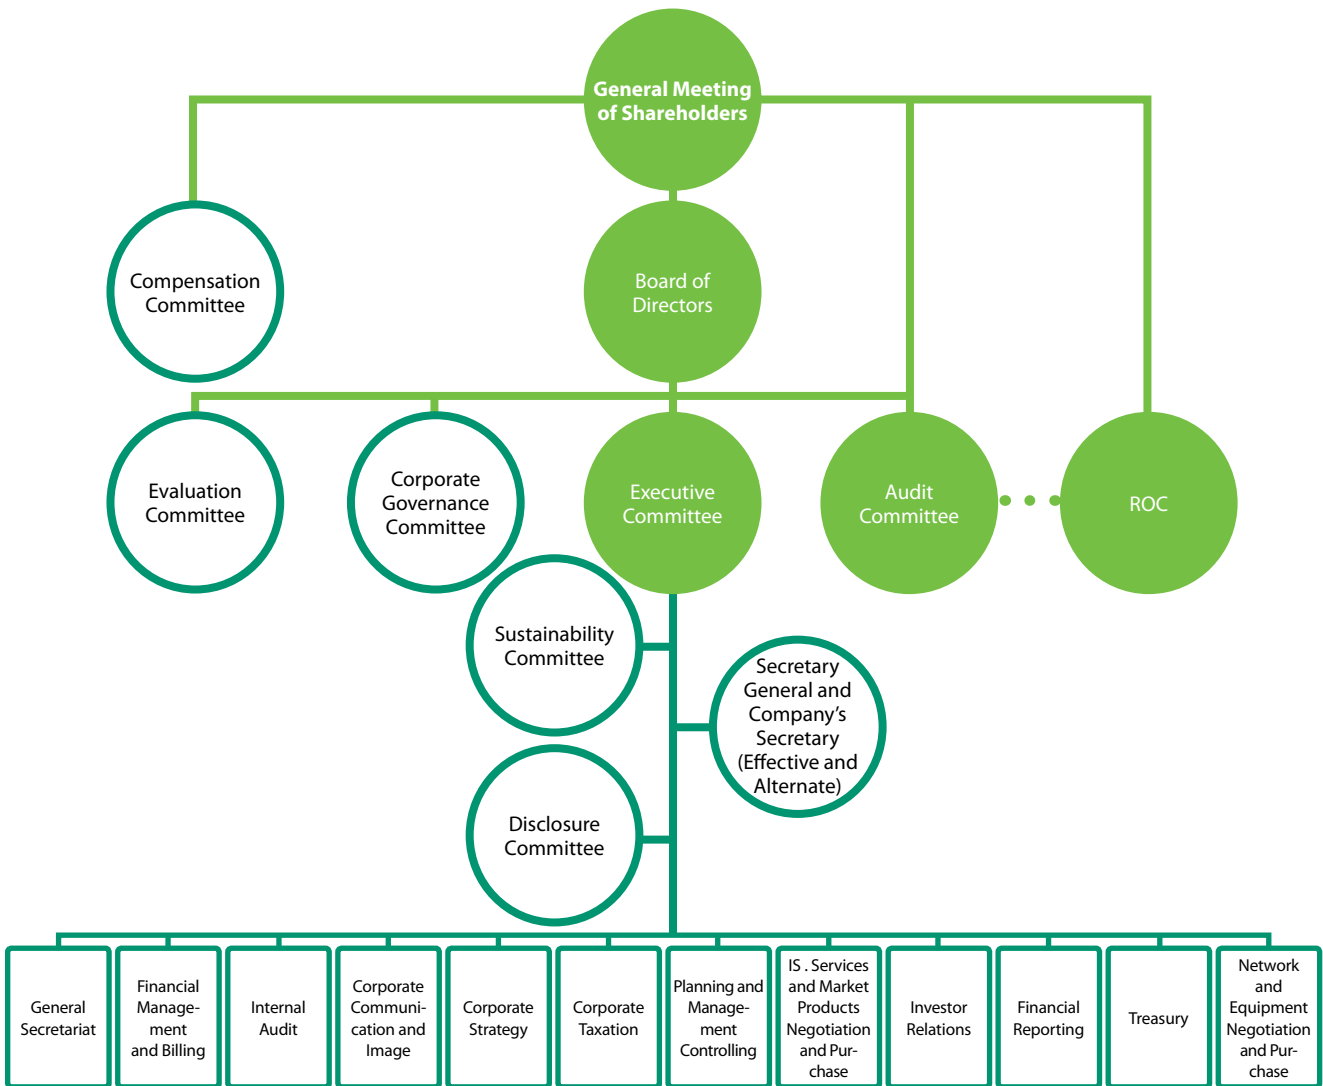 General Meeting
of Shareholders
Compensation
Committee
Board of
Directors
Evaluation
Committee
Corporate
Governance
Committee
Executive
Committee
Audit
Committee
ROC
Sustainability
Committee
Secretary
General and
Company’s
Secretary
(Effective and
Alternate)
Disclosure
Committee
General
Secretariat
Financial
Manage-
ment
and Billing
Internal
Audit
Corporate
Communi-
cation and
Image
Corporate
Strategy
Corporate
Taxation
Planning and
Manage-
ment
Controlling
IS . Services
and Market
Products
Negotiation
and Pur-
chase
Investor
Relations
Financial
Reporting
Treasury
Network
and
Equipment
Negotiation
and Pur-
chase